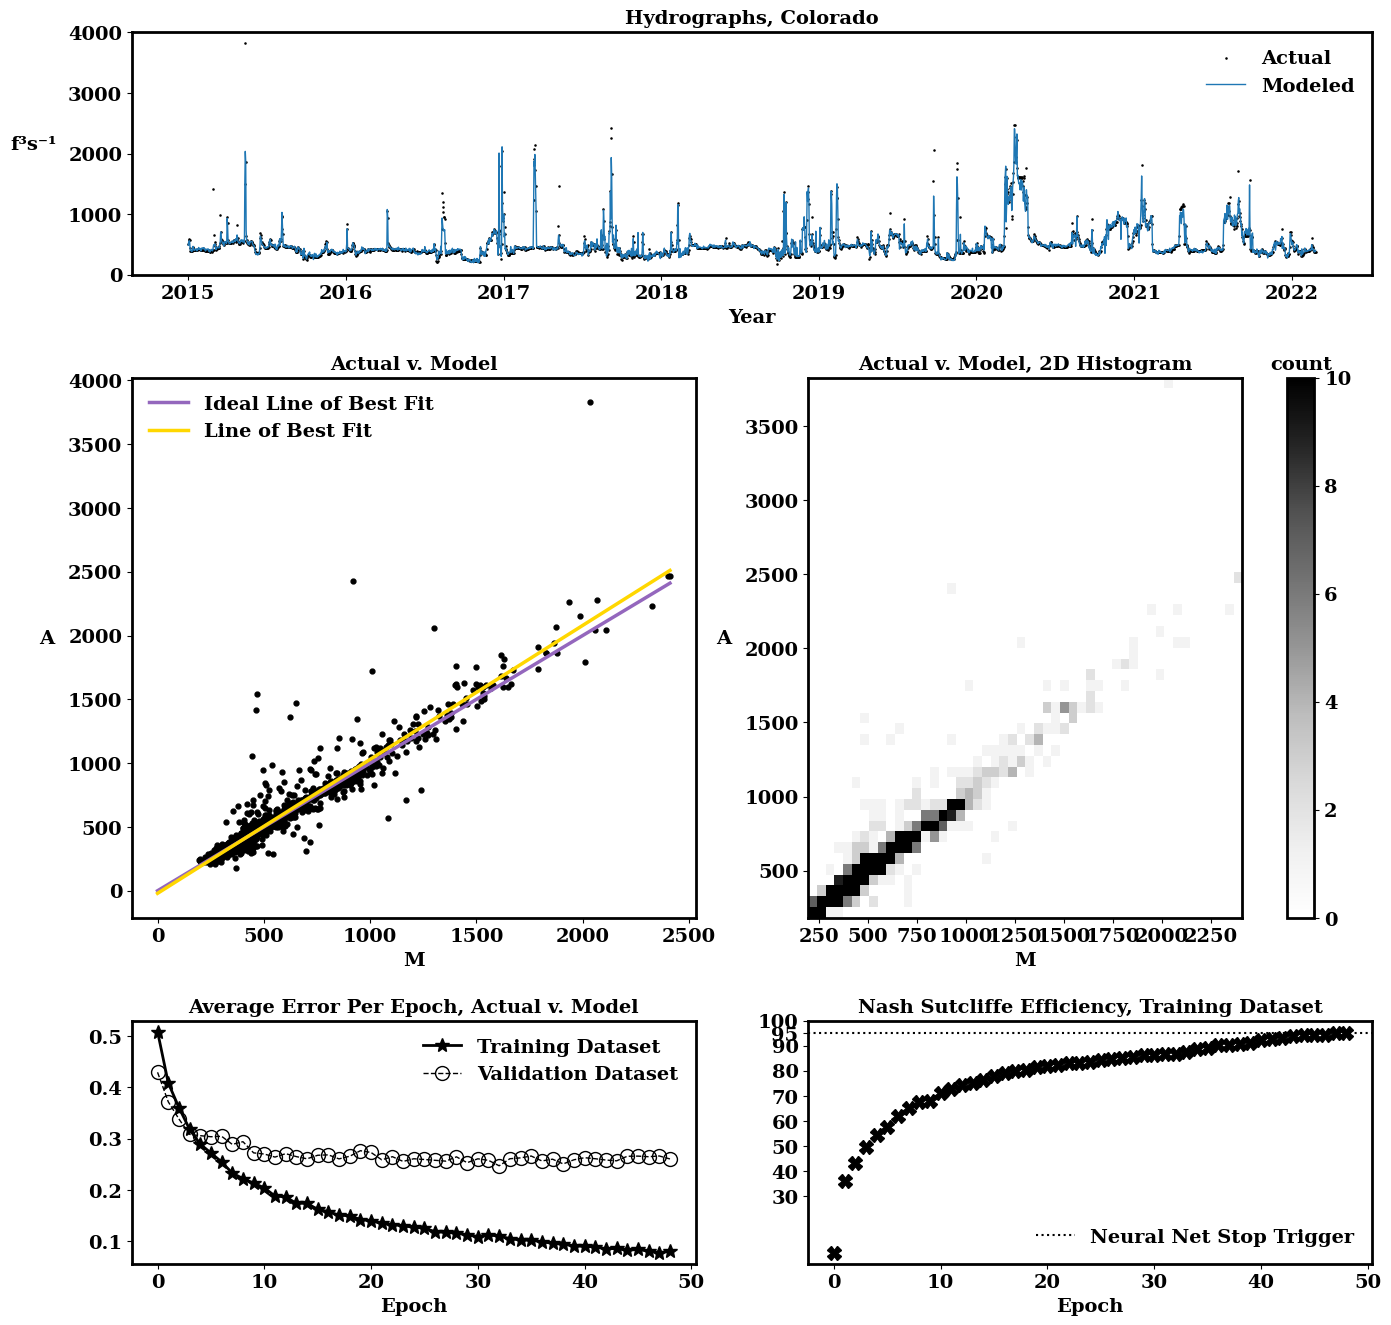 Hydrographs, Colorado
4000
3000
f³s⁻¹
2000
1000
0
Actual
Modeled
2015 2016 2017 2018 2019 2020 2021 2022
Year
Actual v. Model
4000
3500
3000
2500
A
2000
1500
1000
500
0
Ideal Line of Best Fit
Line of Best Fit
0 500 1000 1500 2000 2500
M
Actual v. Model, 2D Histogram
3500
3000
2500
A
2000
1500
1000
500
250 500 750 1000 1250 1500 1750 2000 2250
M
count
10
8
6
4
2
0
Average Error Per Epoch, Actual v. Model
0.5
0.4
0.3
0.2
0.1
Training Dataset
Validation Dataset
0 10 20 30 40 50
Epoch
Nash Sutcliffe Efficiency, Training Dataset
100
95
90
80
70
60
50
40
30
Neural Net Stop Trigger
0 10 20 30 40 50
Epoch